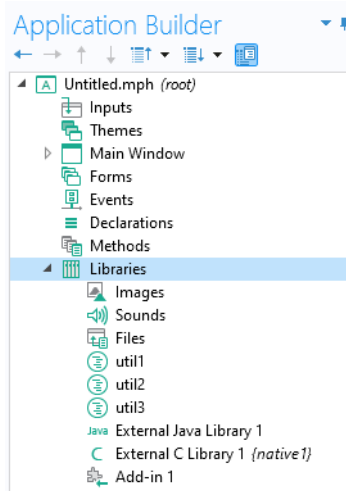 Application Builder
A Untitled.mph (root)
Inputs
Themes
Main Window
Forms
Events
Declarations
Methods
Libraries
Images
Sounds
Files
util1
util2
util3
Java External Java Library 1
C External C Library 1 {native1}
Add-in 1